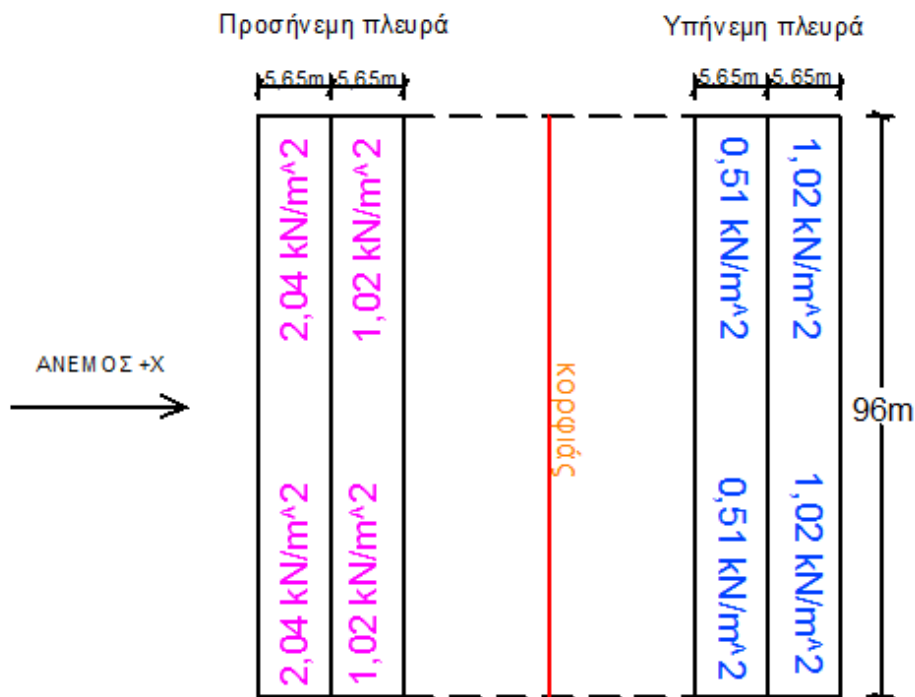 Προσήνεμη πλευρά
Υπήνεμη πλευρά
5,65m 5,65m
5,65m 5,65m
2,04 kN/m^2
1,02 kN/m^2
0,51 kN/m^2
1,02 kN/m^2
ΑΝΕΜΟΣ +Χ
κορφιάς
96m
2,04 kN/m^2
1,02 kN/m^2
0,51 kN/m^2
1,02 kN/m^2